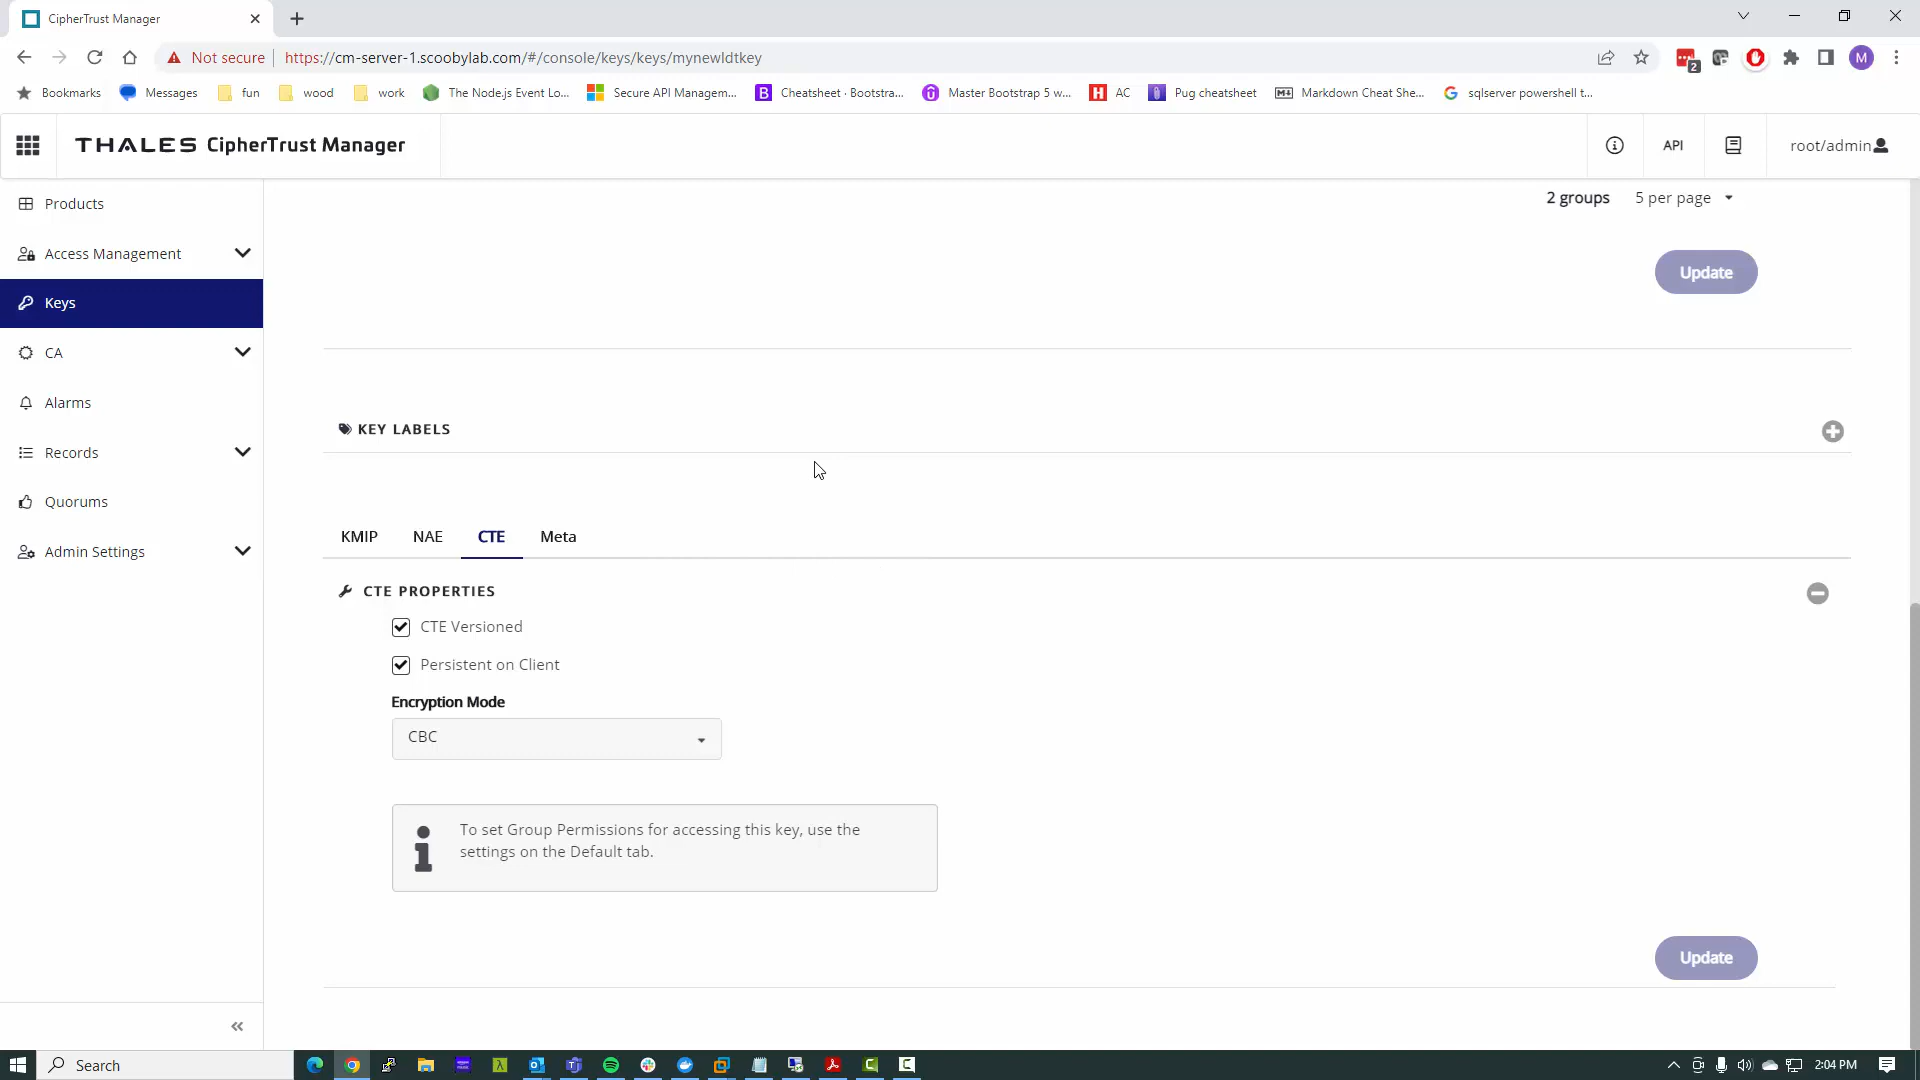 CipherTrust Manager
Not secure
https://cm-server-1.scoobylab.com/#/console/keys/keys/mynewldtkey
2
M
Bookmarks
Messages
fun
wood
work
The Node.js Event Lo...
Secure API Managem...
B
Cheatsheet · Bootstra...
Master Bootstrap 5 w...
H
AC
Pug cheatsheet
Markdown Cheat She...
G
sqlserver powershell t...
THALES CipherTrust Manager
API
root/admin
Products
Access Management
Keys
CA
Alarms
Records
Quorums
Admin Settings
2 groups
5 per page
Update
KEY LABELS
KMIP
NAE
CTE
Meta
CTE PROPERTIES
CTE Versioned
Persistent on Client
Encryption Mode
CBC
To set Group Permissions for accessing this key, use the
settings on the Default tab.
Update
Search
2:04 PM